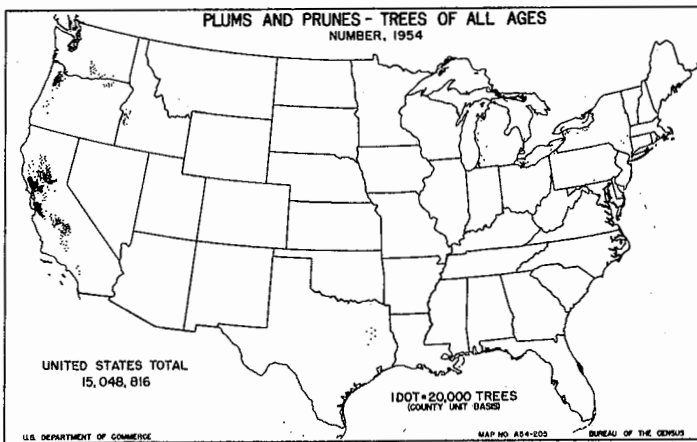 PLUMS AND PRUNES - TREES OF ALL AGES
NUMBER, 1954
UNITED STATES TOTAL
15,048,816
1 DOT = 20,000 TREES
(COUNTY UNIT BASIS)
U.S. DEPARTMENT OF COMMERCE
MAP NO. A54-205
BUREAU OF THE CENSUS